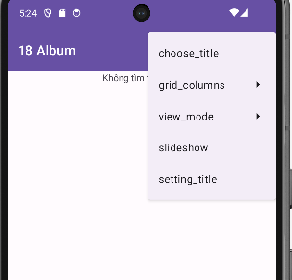 5:24
18 Album
Không tìm
choose_title
grid_columns
view_mode
slideshow
setting_title